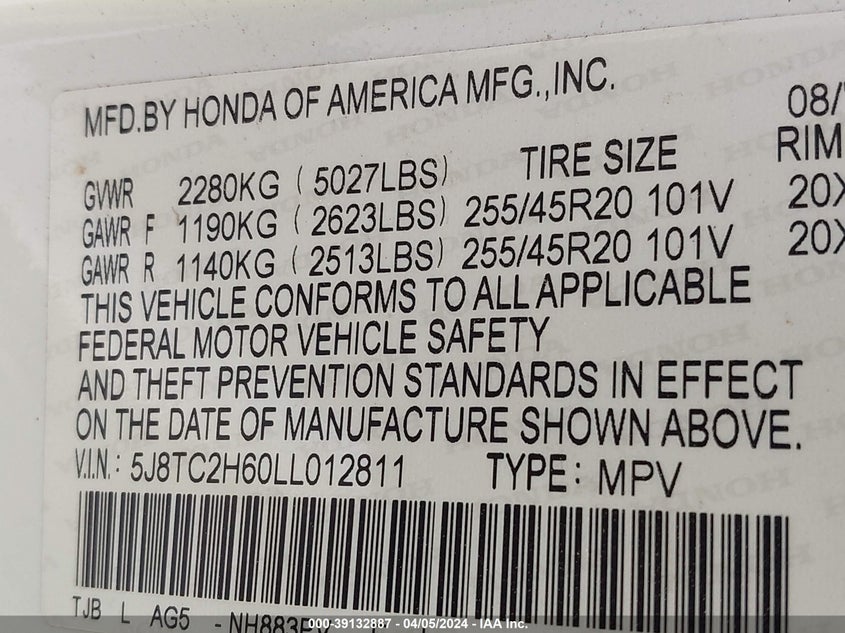 MFD.BY HONDA OF AMERICA MFG.,INC. 08/
TIRE SIZE RIM
GVWR 2280KG ( 5027LBS)
GAWR F 1190KG ( 2623LBS) 255/45R20 101V 20X
GAWR R 1140KG ( 2513LBS) 255/45R20 101V 20X
THIS VEHICLE CONFORMS TO ALL APPLICABLE
FEDERAL MOTOR VEHICLE SAFETY
AND THEFT PREVENTION STANDARDS IN EFFECT
ON THE DATE OF MANUFACTURE SHOWN ABOVE.
V.I.N.: 5J8TC2H60LL012811 TYPE: MPV
TJB L AG5 - NH883P
000-39132887 - 04/05/2024 - IAA Inc.